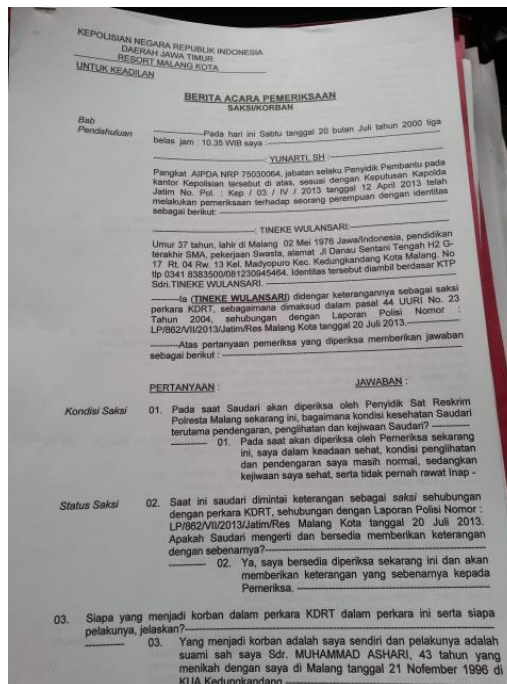 KEPOLISIAN NEGARA REPUBLIK INDONESIA
DAERAH JAWA TIMUR
RESORT MALANG KOTA
UNTUK KEADILAN
BERITA ACARA PEMERIKSAAN
SAKSI/KORBAN
Bab
Pendahuluan
------------Pada hari ini Sabtu tanggal 20 bulan Juli tahun 2000 tiga
belas jam : 10.35 WIB saya :------------
------------: YUNARTI, SH :------------
Pangkat AIPDA NRP 75030064, jabatan selaku Penyidik Pembantu pada
kantor Kepolisian tersebut di atas, sesuai dengan Keputusan Kapolda
Jatim No. Pol. : Kep / 03 / IV / 2013 tanggal 12 April 2013 telah
melakukan pemeriksaan terhadap seorang perempuan dengan identitas
sebagai berikut: ------------
------------: TINEKE WULANSARI:------------
Umur 37 tahun, lahir di Malang 02 Mei 1976 Jawa/Indonesia, pendidikan
terakhir SMA, pekerjaan Swasta, alamat Jl Danau Sentani Tengah H2 G-
17 Rt. 04 Rw. 13 Kel. Madyopuro Kec. Kedungkandang Kota Malang. No
tlp 0341 8383500/081230945464. Identitas tersebut diambil berdasar KTP
Sdri.TINEKE WULANSARI. ------------
---------Ia (TINEKE WULANSARI) didengar keterangannya sebagai saksi
perkara KDRT, sebagaimana dimaksud dalam pasal 44 UURI No. 23
Tahun 2004, sehubungan dengan Laporan Polisi Nomor :
LP/862/VII/2013/Jatim/Res Malang Kota tanggal 20 Juli 2013.------------
---------Atas pertanyaan pemeriksa yang diperiksa memberikan jawaban
sebagai berikut : ------------
PERTANYAAN : JAWABAN :
Kondisi Saksi 01. Pada saat Saudari akan diperiksa oleh Penyidik Sat Reskrim
Polresta Malang sekarang ini, bagaimana kondisi kesehatan Saudari
terutama pendengaran, penglihatan dan kejiwaan Saudari? ------------
--------- 01. Pada saat akan diperiksa oleh Pemeriksa sekarang
ini, saya dalam keadaan sehat, kondisi penglihatan
dan pendengaran saya masih normal, sedangkan
kejiwaan saya sehat, serta tidak pernah rawat Inap -
Status Saksi 02. Saat ini saudari dimintai keterangan sebagai saksi sehubungan
dengan perkara KDRT, sehubungan dengan Laporan Polisi Nomor :
LP/862/VII/2013/Jatim/Res Malang Kota tanggal 20 Juli 2013.
Apakah Saudari mengerti dan bersedia memberikan keterangan
dengan sebenarnya?------------
--------- 02. Ya, saya bersedia diperiksa sekarang ini dan akan
memberikan keterangan yang sebenarnya kepada
Pemeriksa. ------------
03. Siapa yang menjadi korban dalam perkara KDRT dalam perkara ini serta siapa
pelakunya, jelaskan?------------
--------- 03. Yang menjadi korban adalah saya sendiri dan pelakunya adalah
suami sah saya Sdr. MUHAMMAD ASHARI, 43 tahun yang
menikah dengan saya di Malang tanggal 21 Nofember 1996 di
KUA Kedungkandang ------------